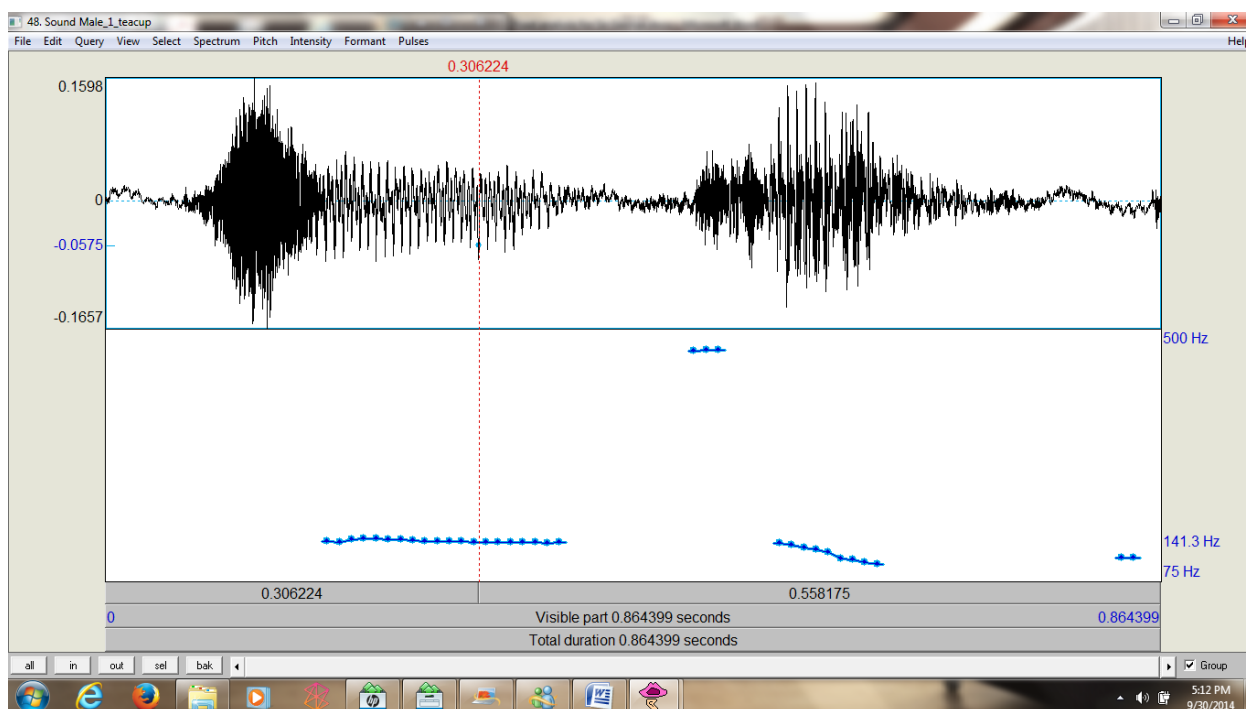 48. Sound Male_1_teacup
File Edit Query View Select Spectrum Pitch Intensity Formant Pulses Help
0.306224
0.1598
0
-0.0575
-0.1657
500 Hz
141.3 Hz
75 Hz
0.306224 0.558175
0 Visible part 0.864399 seconds 0.864399
Total duration 0.864399 seconds
all in out sel bak Group
hp W
5:12 PM
9/30/2014